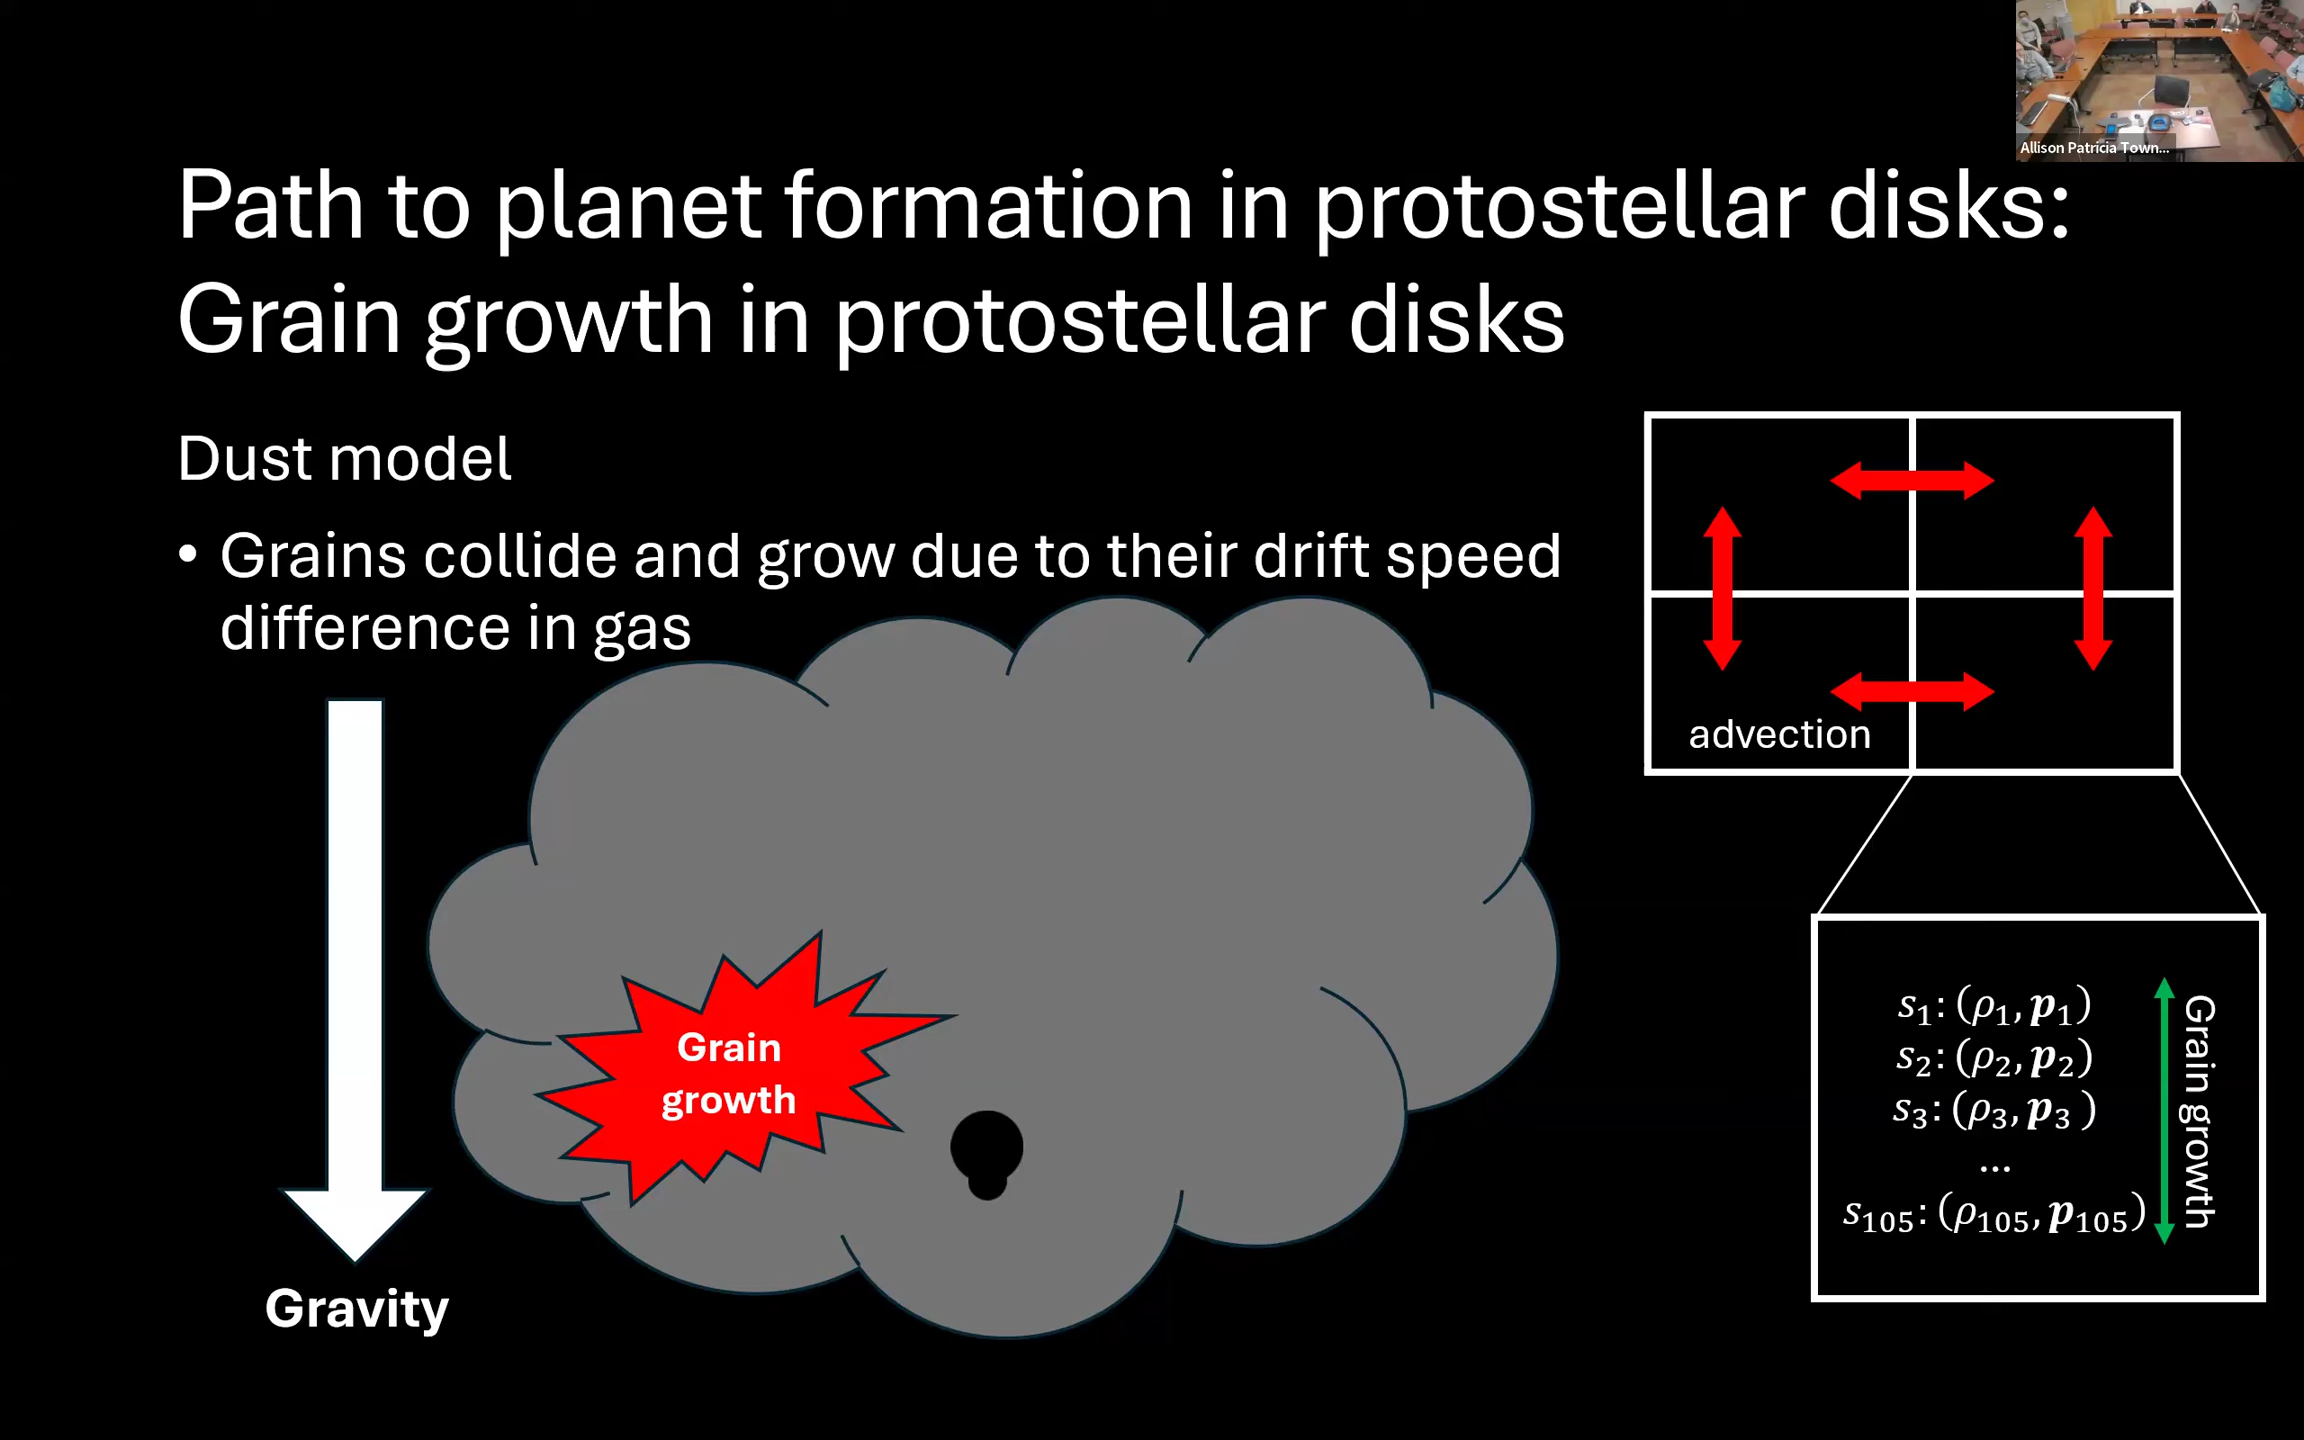 Allison Patricia Town...
Path to planet formation in protostellar disks:
Grain growth in protostellar disks
Dust model
• Grains collide and grow due to their drift speed
difference in gas
advection
Grain
growth
Gravity
s₁: (ρ₁, 𝒑₁)
s₂: (ρ₂, 𝒑₂)
s₃: (ρ₃, 𝒑₃ )
...
s₁₀₅: (ρ₁₀₅, 𝒑₁₀₅)
Grain growth